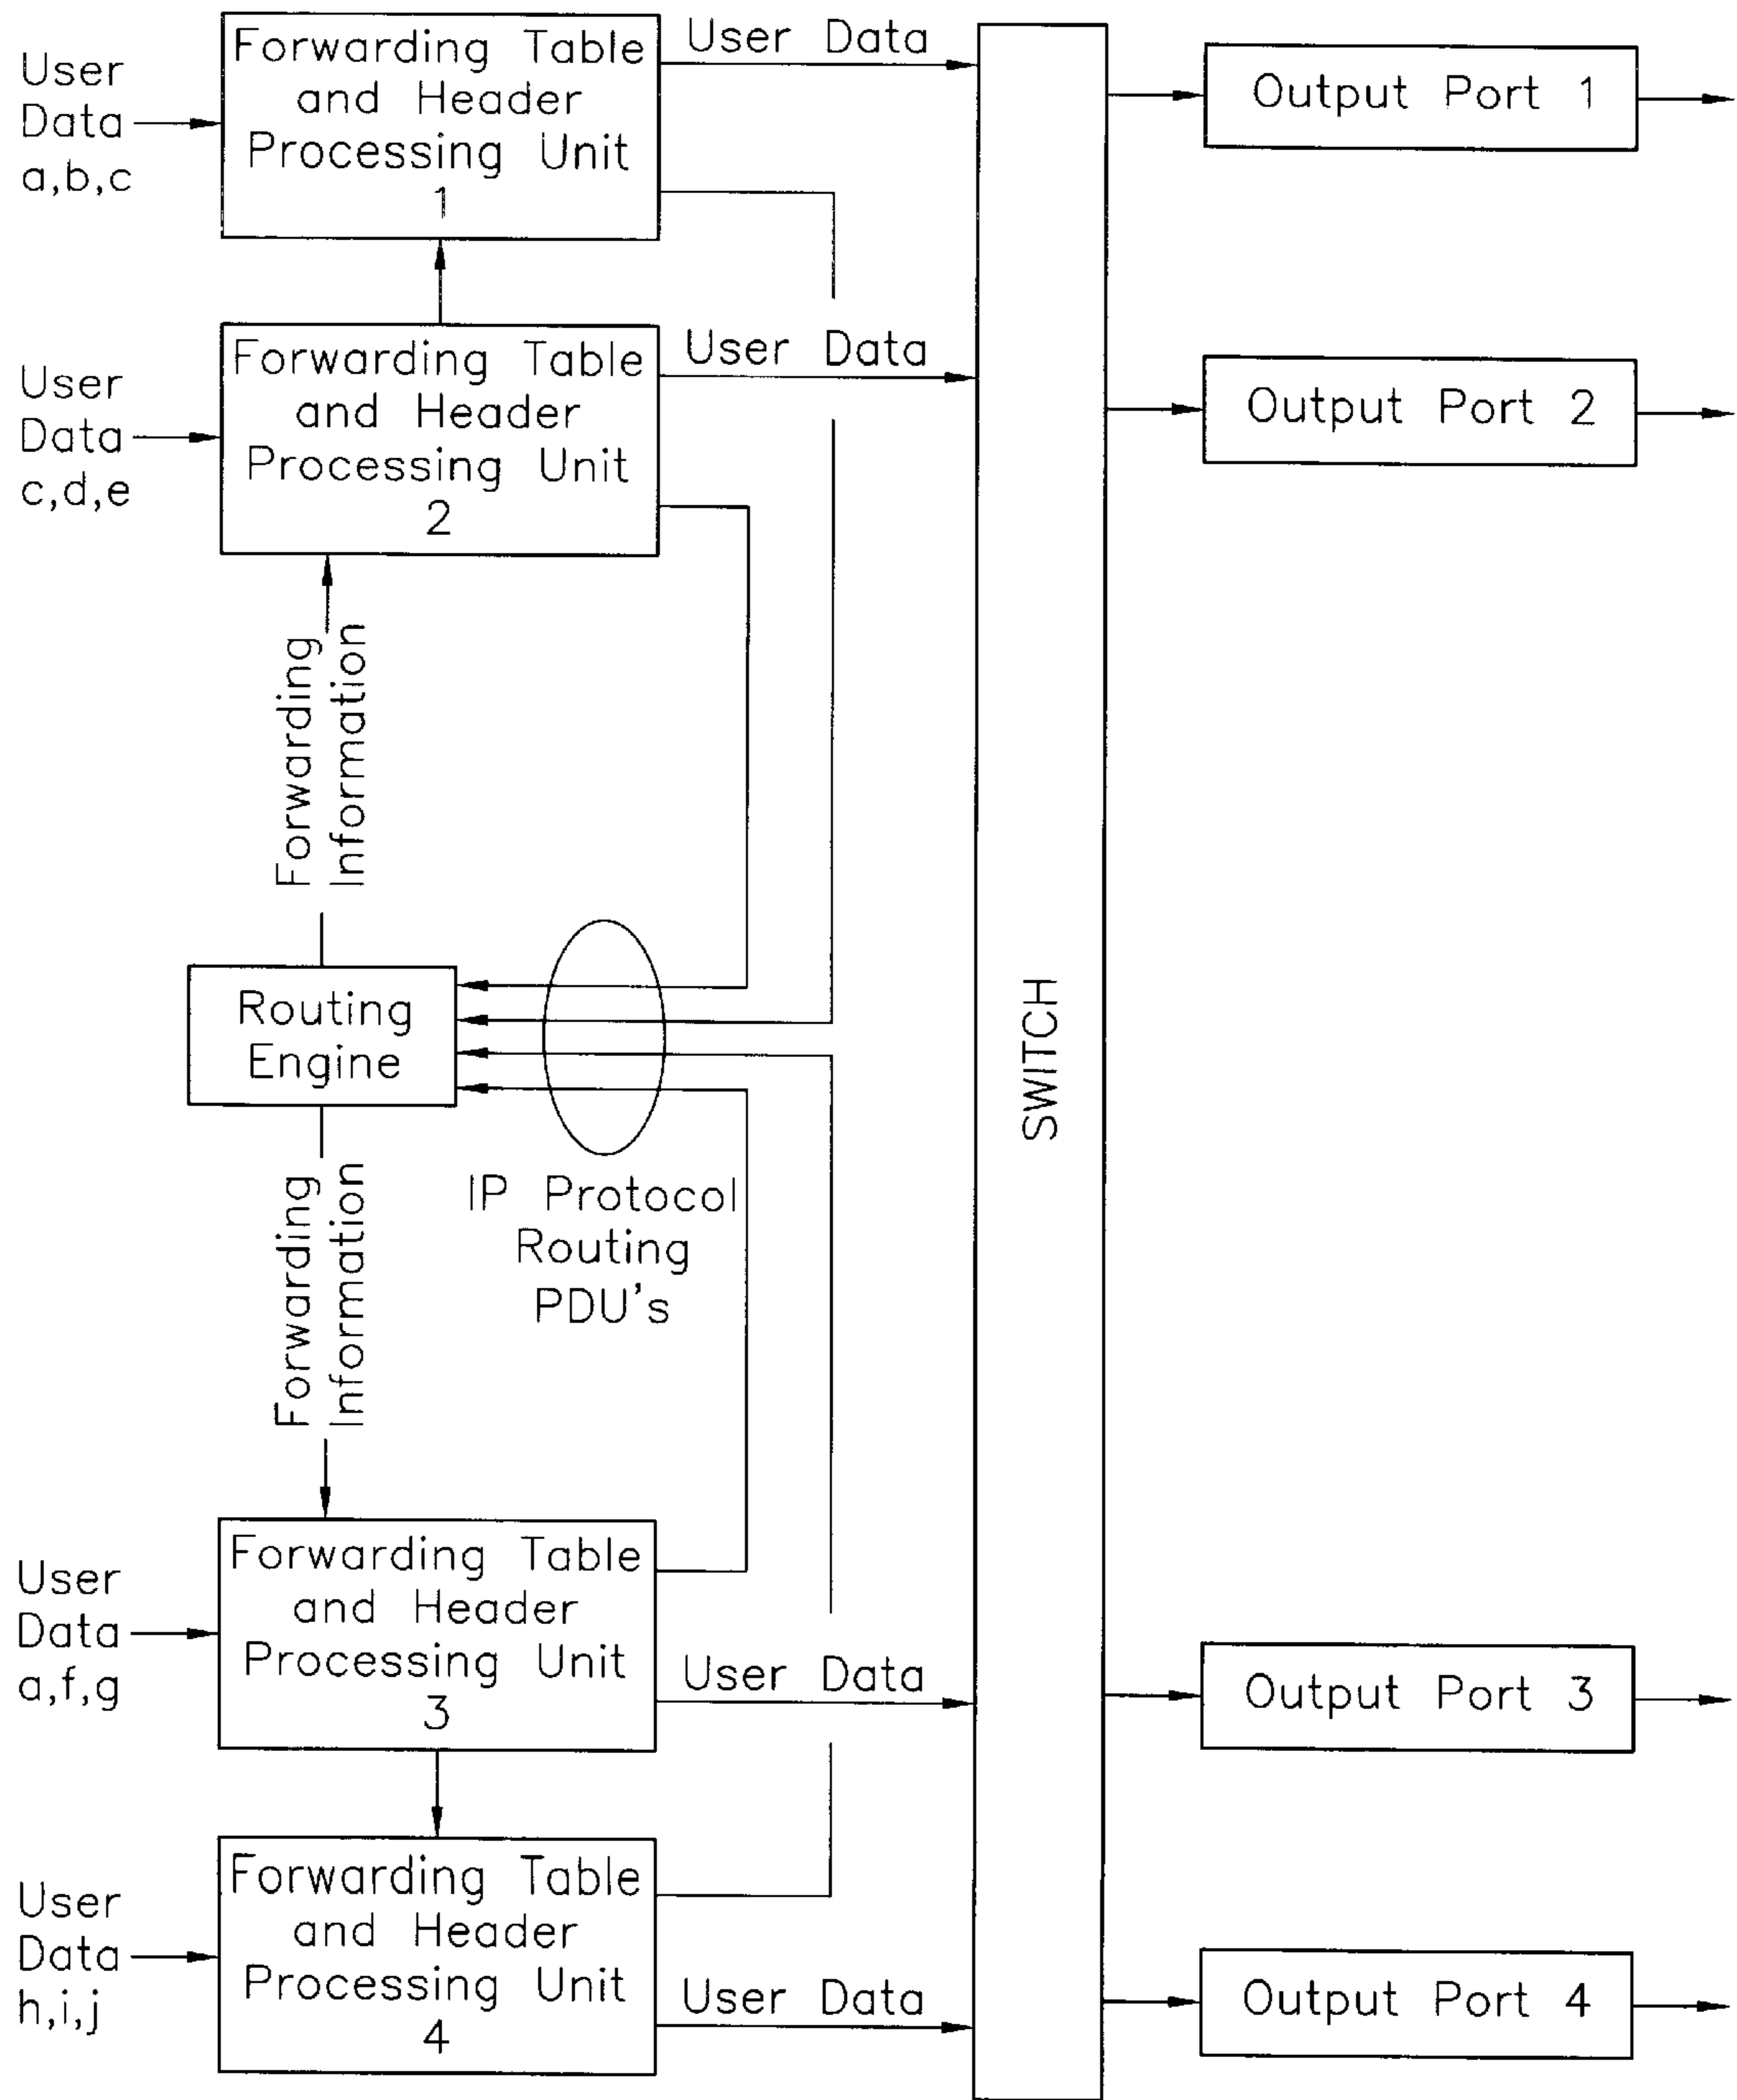 User
Data
a,b,c
Forwarding Table
and Header
Processing Unit
1
User Data
Output Port 1
User
Data
c,d,e
Forwarding Table
and Header
Processing Unit
2
User Data
Output Port 2
Forwarding
Information
Routing
Engine
IP Protocol
Routing
PDU's
SWITCH
Forwarding
Information
User
Data
a,f,g
Forwarding Table
and Header
Processing Unit
3
User Data
Output Port 3
User
Data
h,i,j
Forwarding Table
and Header
Processing Unit
4
User Data
Output Port 4